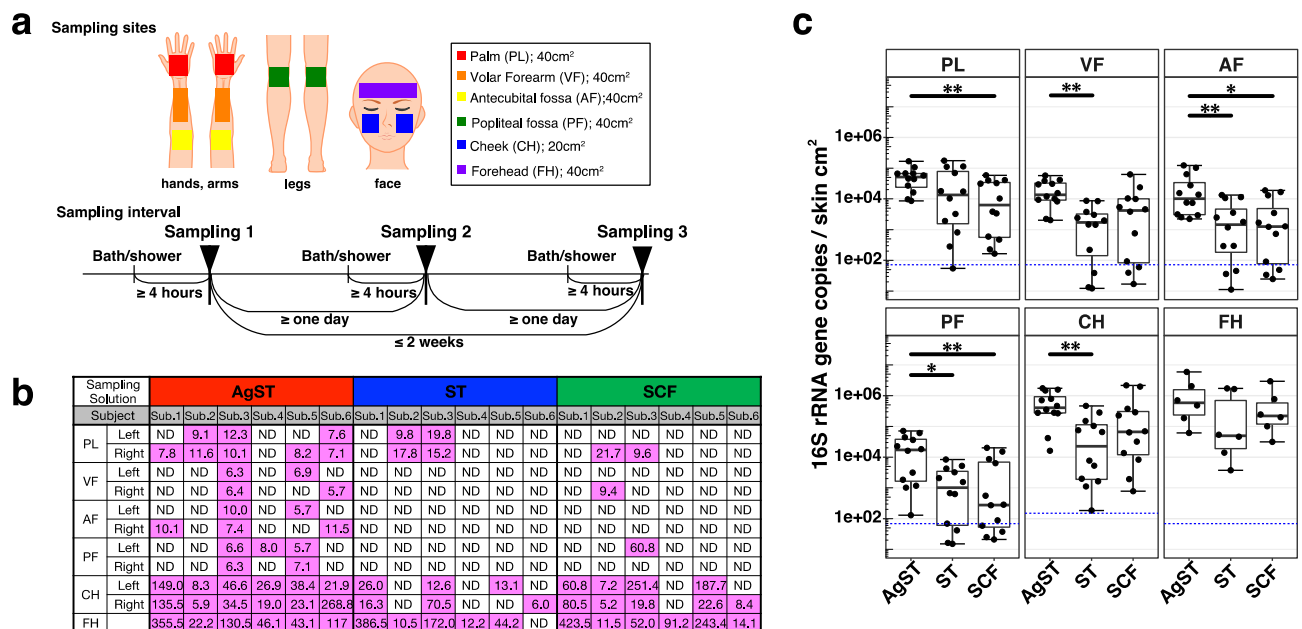 a
Sampling sites
Palm (PL); 40cm²
Volar Forearm (VF); 40cm²
Antecubital fossa (AF);40cm²
Popliteal fossa (PF); 40cm²
Cheek (CH); 20cm²
Forehead (FH); 40cm²
hands, arms legs face
Sampling interval
Sampling 1 Sampling 2 Sampling 3
Bath/shower Bath/shower Bath/shower
≥ 4 hours ≥ 4 hours ≥ 4 hours
≥ one day ≥ one day
≤ 2 weeks
b
Sampling Solution AgST ST SCF
Subject Sub.1 Sub.2 Sub.3 Sub.4 Sub.5 Sub.6 Sub.1 Sub.2 Sub.3 Sub.4 Sub.5 Sub.6 Sub.1 Sub.2 Sub.3 Sub.4 Sub.5 Sub.6
PL Left ND 9.1 12.3 ND ND 7.6 ND 9.8 19.8 ND ND ND ND ND ND ND ND ND
Right 7.8 11.6 10.1 ND 8.2 7.1 ND 17.8 15.2 ND ND ND ND 21.7 9.6 ND ND ND
VF Left ND ND 6.3 ND 6.9 ND ND ND ND ND ND ND ND ND ND ND ND ND
Right ND ND 6.4 ND ND 5.7 ND ND ND ND ND ND ND 9.4 ND ND ND ND
AF Left ND ND 10.0 ND 5.7 ND ND ND ND ND ND ND ND ND ND ND ND ND
Right 10.1 ND 7.4 ND ND 11.5 ND ND ND ND ND ND ND ND ND ND ND ND
PF Left ND ND 6.6 8.0 5.7 ND ND ND ND ND ND ND ND ND 60.8 ND ND ND
Right ND ND 6.3 ND 7.1 ND ND ND ND ND ND ND ND ND ND ND ND ND
CH Left 149.0 8.3 46.6 26.9 38.4 21.9 26.0 ND 12.6 ND 13.1 ND 60.8 7.2 251.4 ND 187.7 ND
Right 135.5 5.9 34.5 19.0 23.1 268.8 16.3 ND 70.5 ND ND 6.0 80.5 5.2 19.8 ND 22.6 8.4
FH 355.5 22.2 130.5 46.1 43.1 117 386.5 10.5 172.0 12.2 44.2 ND 423.5 11.5 52.0 91.2 243.4 14.1
c
16S rRNA gene copies / skin cm²
PL VF AF
** ** * **
1e+06
1e+04
1e+02
PF CH FH
** * **
1e+06
1e+04
1e+02
AgST ST SCF AgST ST SCF AgST ST SCF